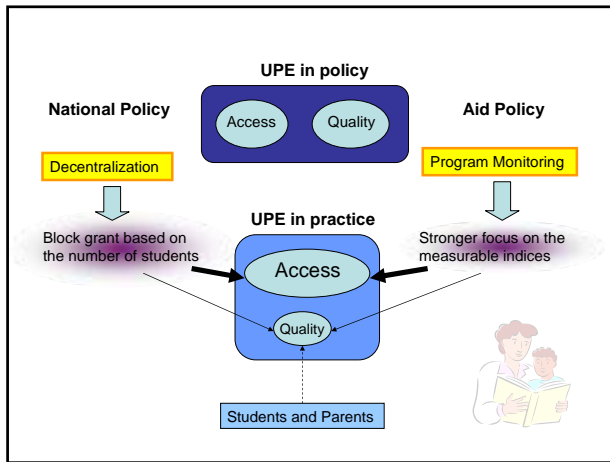 UPE in policy
National Policy
Aid Policy
Access
Quality
Decentralization
Program Monitoring
UPE in practice
Block grant based on
the number of students
Stronger focus on the
measurable indices
Access
Quality
Students and Parents